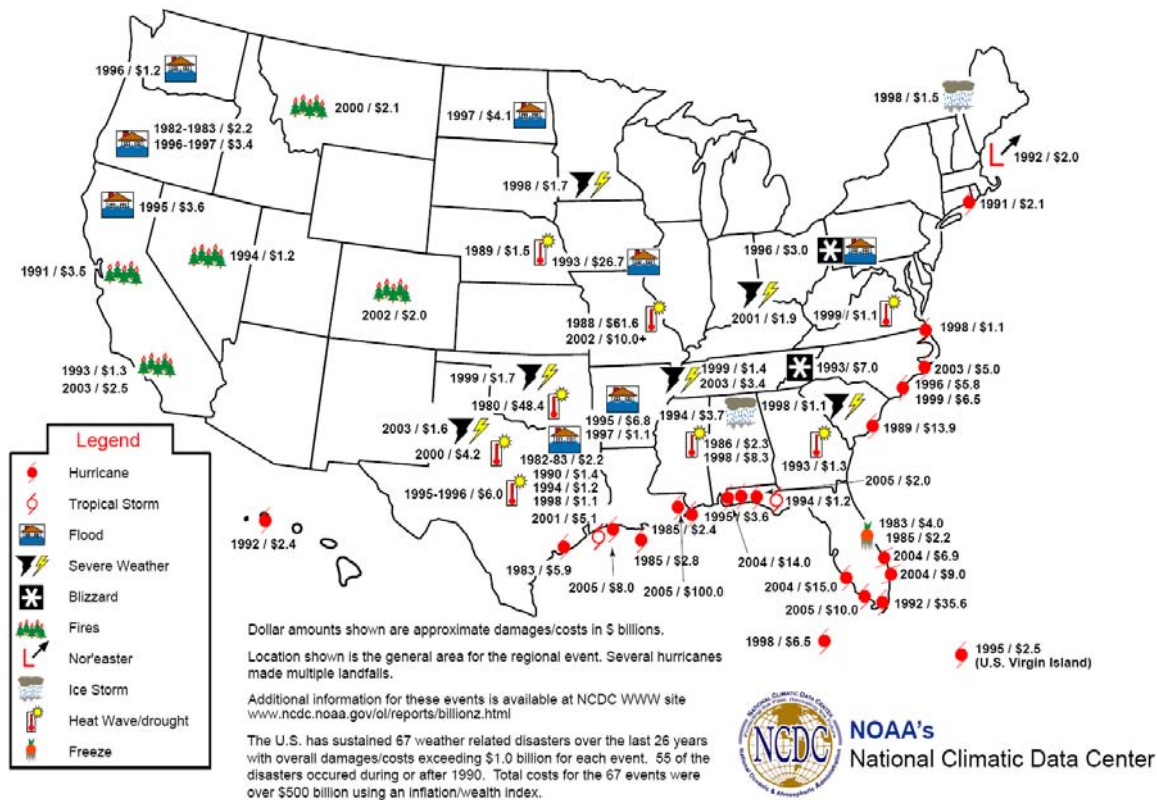 1996 / $1.2
2000 / $2.1
1997 / $4.1
1998 / $1.5
1982-1983 / $2.2
1996-1997 / $3.4
1992 / $2.0
1998 / $1.7
1995 / $3.6
1991 / $2.1
1989 / $1.5
1993 / $26.7
1996 / $3.0
1994 / $1.2
1991 / $3.5
2002 / $2.0
2001 / $1.9
1999 / $1.1
1988 / $61.6
2002 / $10.0+
1998 / $1.1
1993 / $1.3
2003 / $2.5
1999 / $1.7
1980 / $48.4
1999 / $1.4
2003 / $3.4
1993/ $7.0
2003 / $5.0
1996 / $5.8
1999 / $6.5
1995 / $6.8
1997 / $1.1
1994 / $3.7
1998 / $1.1
1989 / $13.9
2003 / $1.6
2000 / $4.2
1986 / $2.3
1998 / $8.3
1993 / $1.3
1982-83 / $2.2
1990 / $1.4
1994 / $1.2
1998 / $1.1
2001 / $5.1
1995-1996 / $6.0
2005 / $2.0
1994 / $1.2
1995 / $3.6
1985 / $2.4
1983 / $4.0
1985 / $2.2
1992 / $2.4
1983 / $5.9
2005 / $8.0
1985 / $2.8
2005 / $100.0
2004 / $14.0
2004 / $6.9
2004 / $9.0
2004 / $15.0
2005 / $10.0
1992 / $35.6
1998 / $6.5
1995 / $2.5
(U.S. Virgin Island)
Legend
Hurricane
Tropical Storm
Flood
Severe Weather
Blizzard
Fires
Nor'easter
Ice Storm
Heat Wave/drought
Freeze
Dollar amounts shown are approximate damages/costs in $ billions.
Location shown is the general area for the regional event. Several hurricanes
made multiple landfalls.
Additional information for these events is available at NCDC WWW site
www.ncdc.noaa.gov/ol/reports/billionz.html
The U.S. has sustained 67 weather related disasters over the last 26 years
with overall damages/costs exceeding $1.0 billion for each event. 55 of the
disasters occured during or after 1990. Total costs for the 67 events were
over $500 billion using an inflation/wealth index.
NATIONAL CLIMATIC DATA CENTER
NCDC
NOAA's
National Climatic Data Center